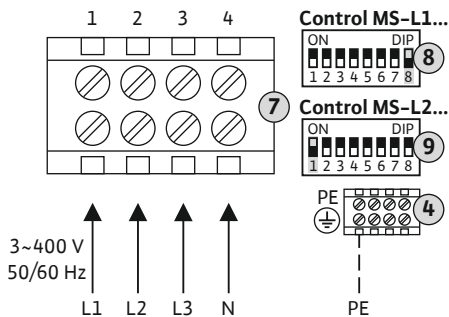 1 2 3 4
7
3~400 V
50/60 Hz
L1 L2 L3 N
Control MS-L1...
ON DIP
1 2 3 4 5 6 7 8
8
Control MS-L2...
ON DIP
1 2 3 4 5 6 7 8
9
PE
4
PE